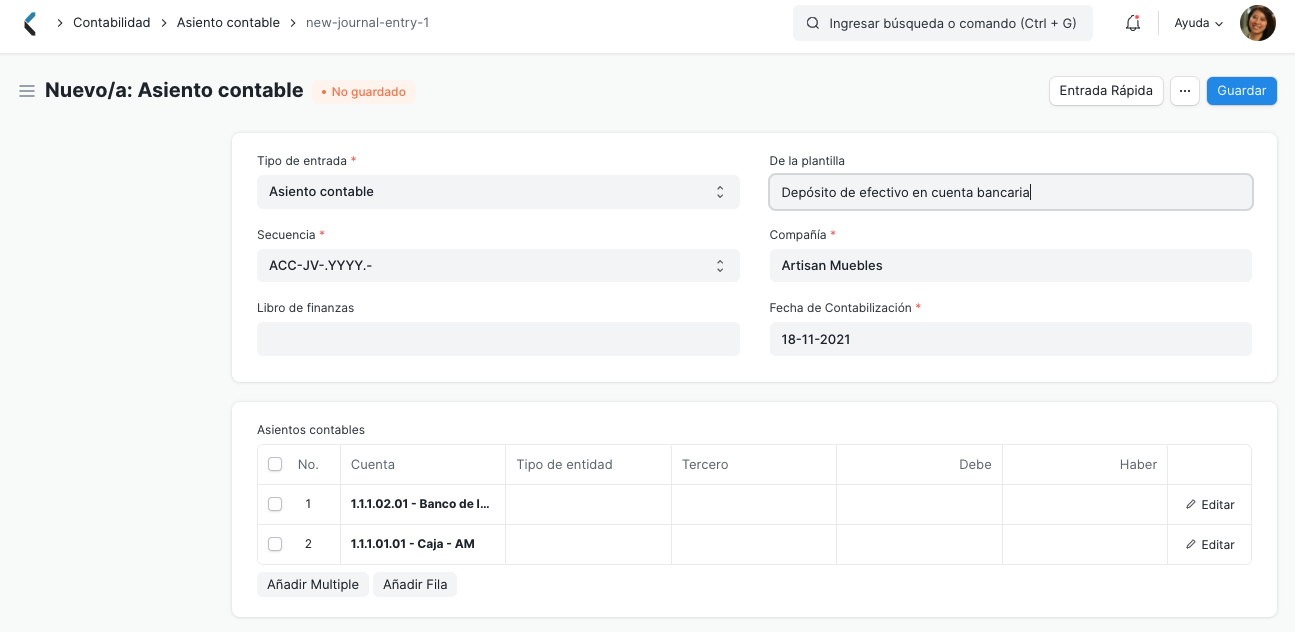 Contabilidad > Asiento contable > new-journal-entry-1
Ingresar búsqueda o comando (Ctrl + G)
Ayuda
Nuevo/a: Asiento contable
• No guardado
Entrada Rápida
···
Guardar
Tipo de entrada *
Asiento contable
De la plantilla
Depósito de efectivo en cuenta bancaria
Secuencia *
ACC-JV-.YYYY.-
Compañía *
Artisan Muebles
Libro de finanzas
Fecha de Contabilización *
18-11-2021
Asientos contables
No. Cuenta Tipo de entidad Tercero Debe Haber
1 1.1.1.02.01 - Banco de I... Editar
2 1.1.1.01.01 - Caja - AM Editar
Añadir Multiple Añadir Fila